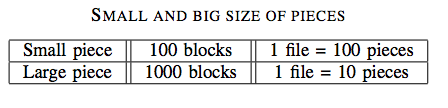 SMALL AND BIG SIZE OF PIECES
Small piece 100 blocks 1 file = 100 pieces
Large piece 1000 blocks 1 file = 10 pieces